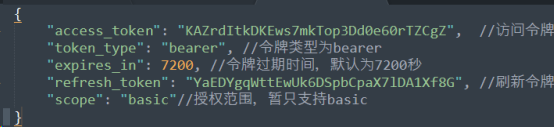 {
"access_token": "KAZrdItkDKEws7mkTop3Dd0e60rTZCgZ", //访问令牌
"token_type": "bearer", //令牌类型为bearer
"expires_in": 7200, //令牌过期时间，默认为7200秒
"refresh_token": "YaEDYgqWttEwUk6DSpbCpaX7lDA1Xf8G", //刷新令牌
"scope": "basic"//授权范围，暂只支持basic
}